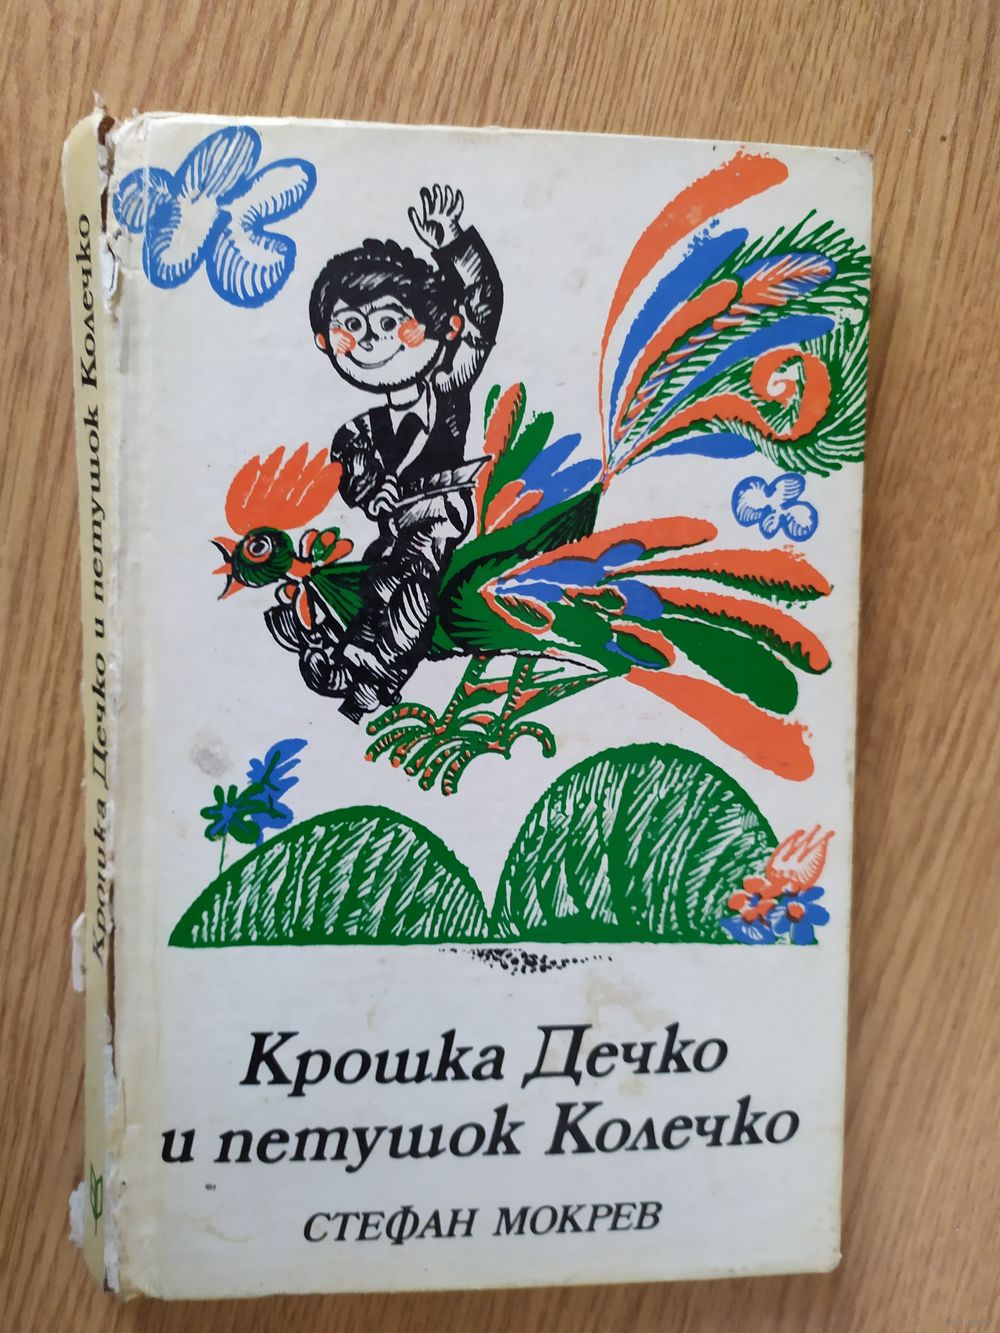 Крошка Дечко и петушок Колечко
Крошка Дечко
и петушок Колечко
СТЕФАН МОКРЕВ